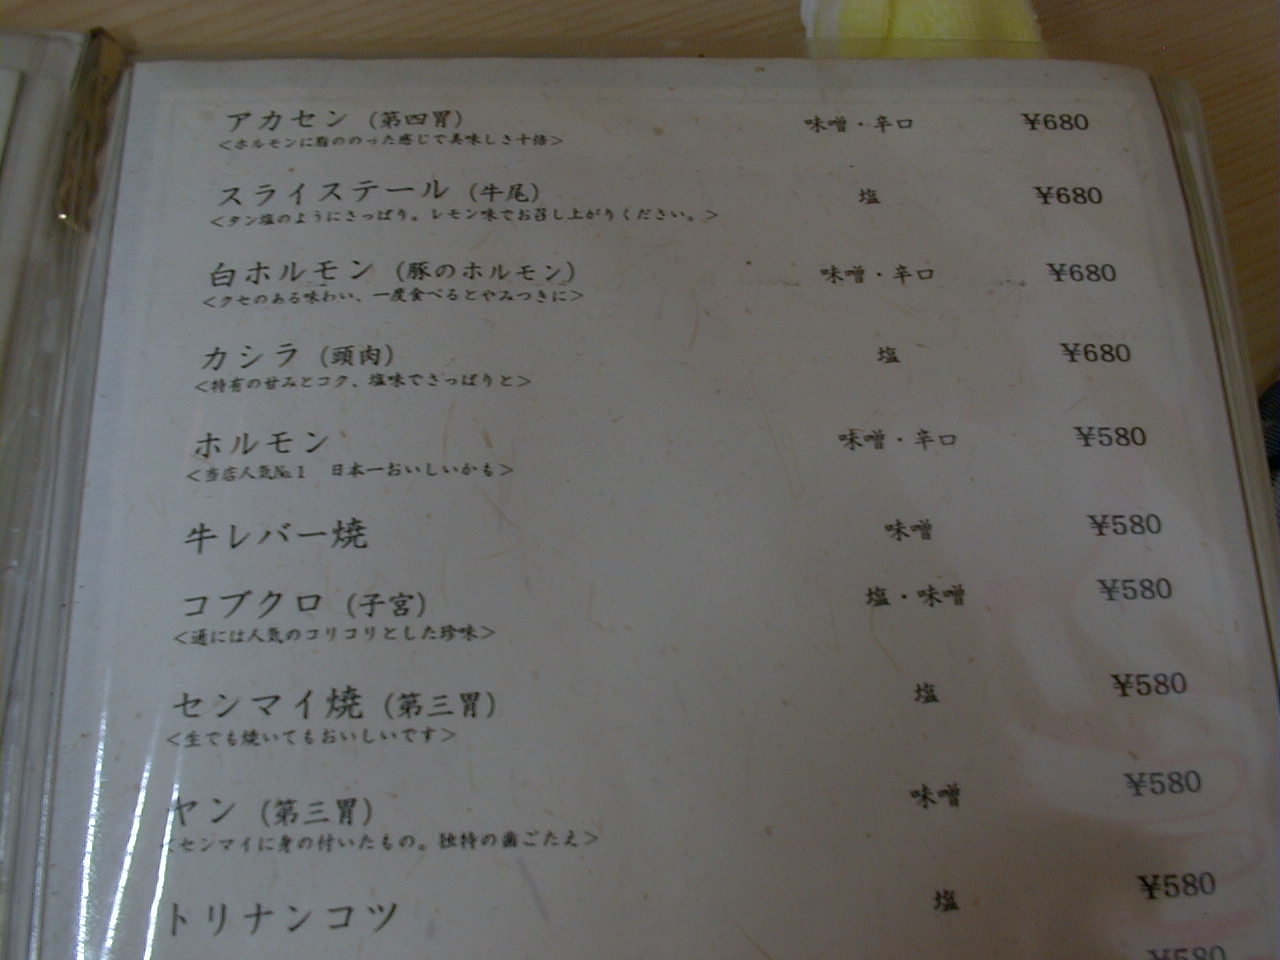 アカセン (第四胃) 味噌・辛口 ¥680
<ホルモンに脂ののった感じで美味しさ十倍>
スライステール (牛尾) 塩 ¥680
<タン塩のようにさっぱり。レモン味でお召し上がりください。>
白ホルモン (豚のホルモン) 味噌・辛口 ¥680
<クセのある味わい、一度食べるとやみつきに>
カシラ (頭肉) 塩 ¥680
<特有の甘みとコク、塩味でさっぱりと>
ホルモン 味噌・辛口 ¥580
<当店人気№1 日本一おいしいかも>
牛レバー焼 味噌 ¥580
コブクロ (子宮) 塩・味噌 ¥580
<通には人気のコリコリとした珍味>
センマイ焼 (第三胃) 塩 ¥580
<生でも焼いてもおいしいです>
ヤン (第三胃) 味噌 ¥580
<センマイに身の付いたもの。独特の歯ごたえ>
トリナンコツ 塩 ¥580
¥580